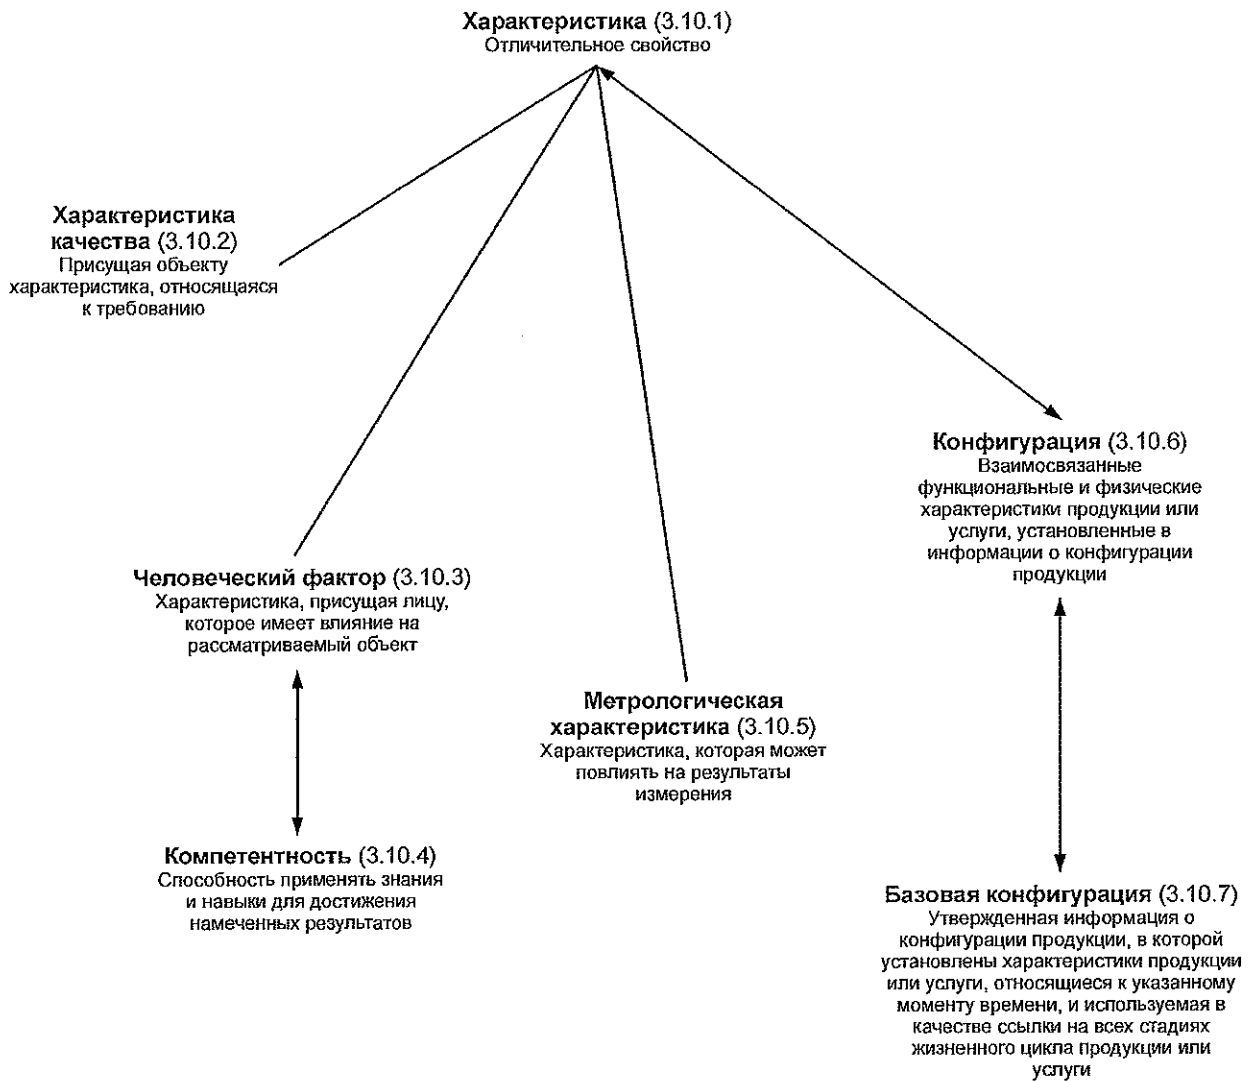 Характеристика (3.10.1)
Отличительное свойство
Характеристика
качества (3.10.2)
Присущая объекту
характеристика, относящаяся
к требованию
Конфигурация (3.10.6)
Взаимосвязанные
функциональные и физические
характеристики продукции или
услуги, установленные в
информации о конфигурации
продукции
Человеческий фактор (3.10.3)
Характеристика, присущая лицу,
которое имеет влияние на
рассматриваемый объект
Метрологическая
характеристика (3.10.5)
Характеристика, которая может
повлиять на результаты
измерения
Компетентность (3.10.4)
Способность применять знания
и навыки для достижения
намеченных результатов
Базовая конфигурация (3.10.7)
Утвержденная информация о
конфигурации продукции, в которой
установлены характеристики продукции
или услуги, относящиеся к указанному
моменту времени, и используемая в
качестве ссылки на всех стадиях
жизненного цикла продукции или
услуги